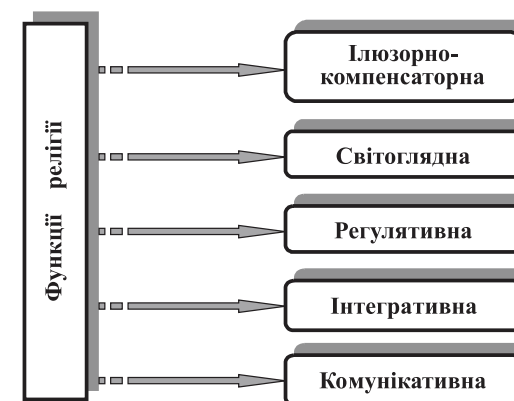 Функції релігії
Ілюзорно-
компенсаторна
Світоглядна
Регулятивна
Інтегративна
Комунікативна